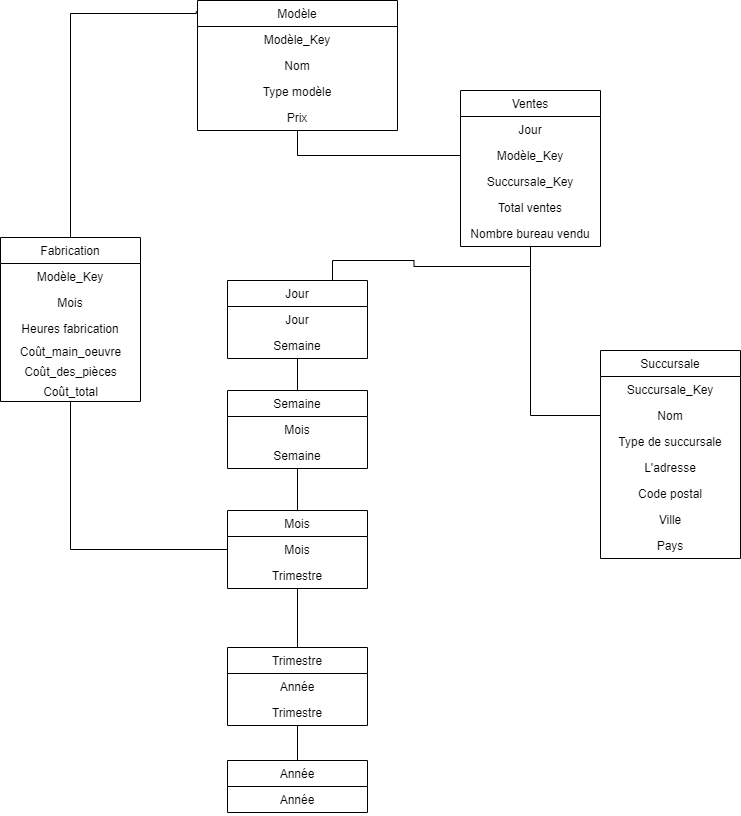 Modèle
Modèle_Key
Nom
Type modèle
Prix
Ventes
Jour
Modèle_Key
Succursale_Key
Total ventes
Nombre bureau vendu
Fabrication
Modèle_Key
Mois
Heures fabrication
Coût_main_oeuvre
Coût_des_pièces
Coût_total
Jour
Jour
Semaine
Semaine
Mois
Semaine
Succursale
Succursale_Key
Nom
Type de succursale
L'adresse
Code postal
Ville
Pays
Mois
Mois
Trimestre
Trimestre
Année
Trimestre
Année
Année